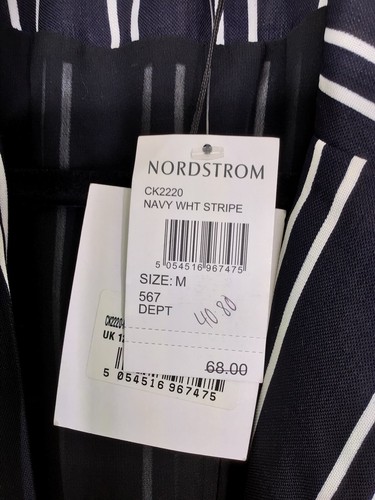 NORDSTROM
CK2220
NAVY WHT STRIPE
5 054516 967475
SIZE: M
567
DEPT
40 80
68.00
CK2220
UK 12
5 054516 967475